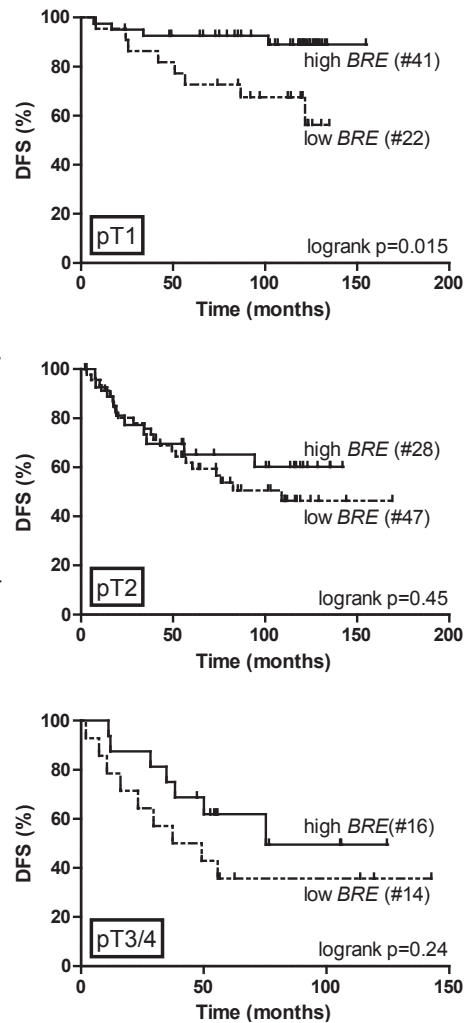 100
80
60
40
20
0
DFS (%)
high BRE (#41)
low BRE (#22)
pT1
logrank p=0.015
0 50 100 150 200
Time (months)
100
80
60
40
20
0
DFS (%)
high BRE (#28)
low BRE (#47)
pT2
logrank p=0.45
0 50 100 150 200
Time (months)
100
80
60
40
20
0
DFS (%)
high BRE(#16)
low BRE (#14)
pT3/4
logrank p=0.24
0 50 100 150
Time (months)